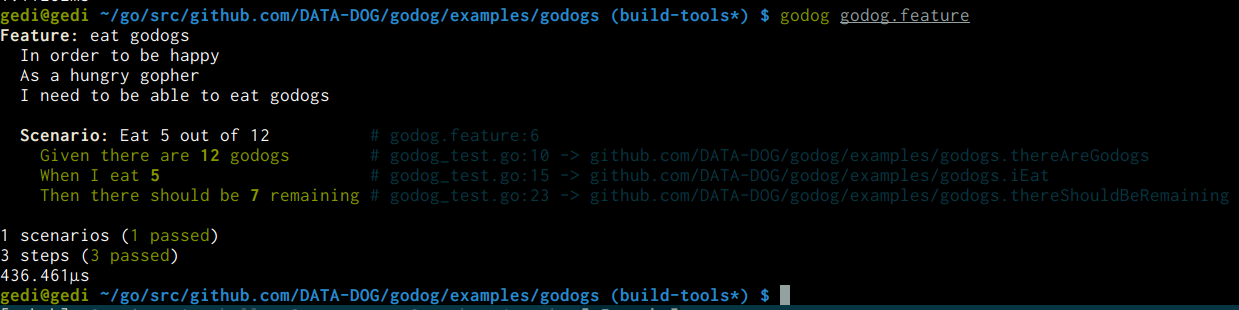 gedi@gedi ~/go/src/github.com/DATA-DOG/godog/examples/godogs (build-tools*) $ godog godog.feature
Feature: eat godogs
In order to be happy
As a hungry gopher
I need to be able to eat godogs
Scenario: Eat 5 out of 12 # godog.feature:6
Given there are 12 godogs # godog_test.go:10 -> github.com/DATA-DOG/godog/examples/godogs.thereAreGodogs
When I eat 5 # godog_test.go:15 -> github.com/DATA-DOG/godog/examples/godogs.iEat
Then there should be 7 remaining # godog_test.go:23 -> github.com/DATA-DOG/godog/examples/godogs.thereShouldBeRemaining
1 scenarios (1 passed)
3 steps (3 passed)
436.461µs
gedi@gedi ~/go/src/github.com/DATA-DOG/godog/examples/godogs (build-tools*) $